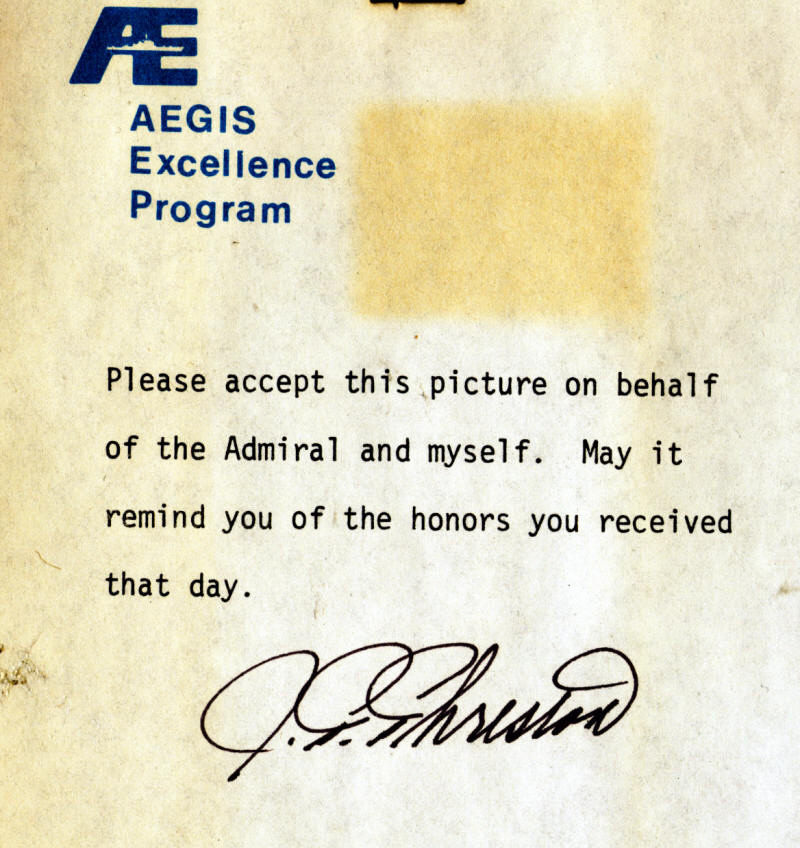 AE
AEGIS
Excellence
Program
Please accept this picture on behalf
of the Admiral and myself. May it
remind you of the honors you received
that day.